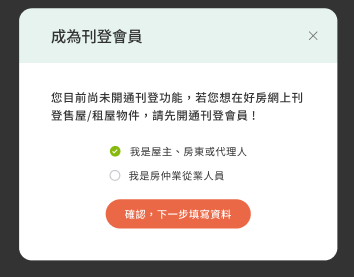 成為刊登會員
您目前尚未開通刊登功能，若您想在好房網上刊
登售屋/租屋物件，請先開通刊登會員！
我是屋主、房東或代理人
我是房仲業從業人員
確認，下一步填寫資料